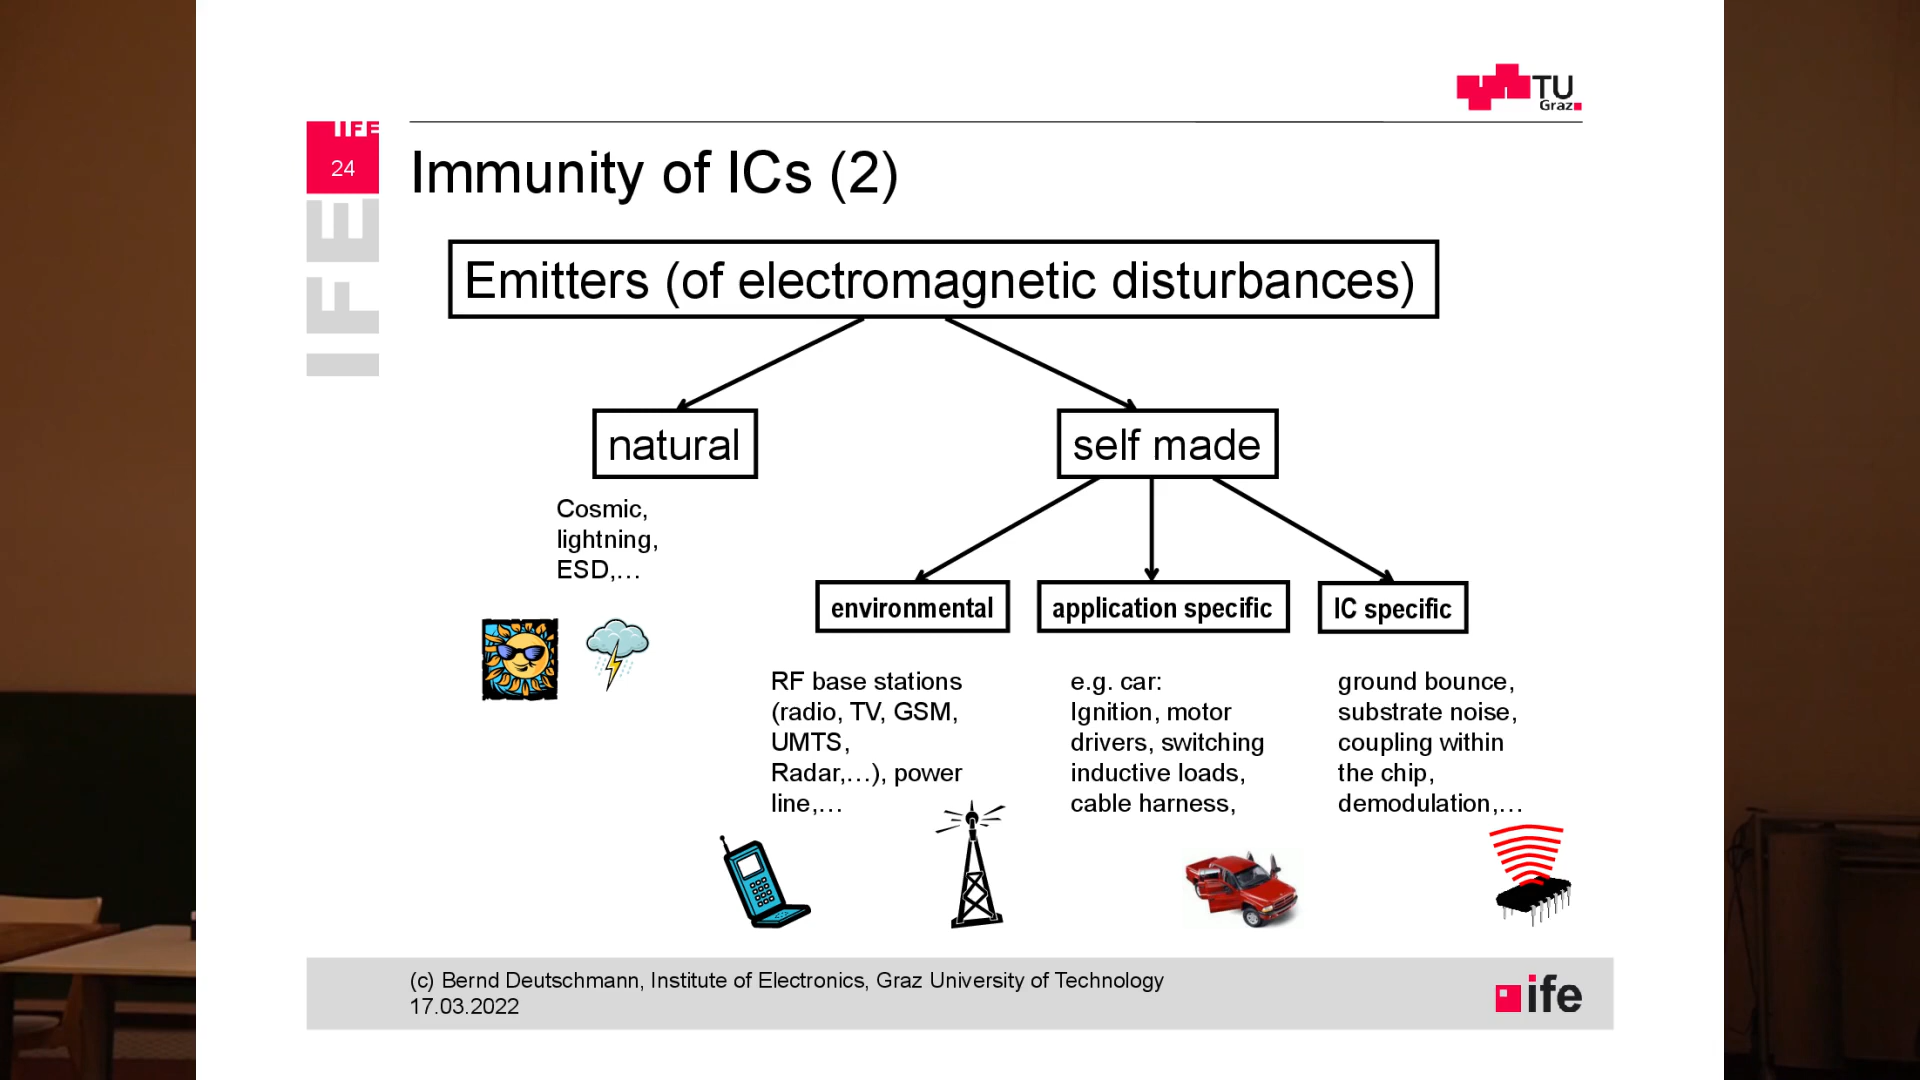 TU
Graz
IFE
24
IFE
Immunity of ICs (2)
Emitters (of electromagnetic disturbances)
natural
self made
Cosmic,
lightning,
ESD,…
environmental
application specific
IC specific
RF base stations
(radio, TV, GSM,
UMTS,
Radar,…), power
line,…
e.g. car:
Ignition, motor
drivers, switching
inductive loads,
cable harness,
ground bounce,
substrate noise,
coupling within
the chip,
demodulation,…
(c) Bernd Deutschmann, Institute of Electronics, Graz University of Technology
17.03.2022
ife